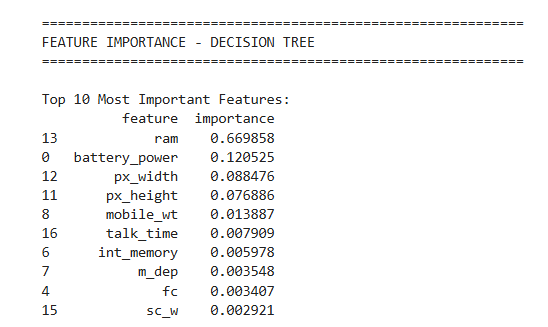 ============================================================
FEATURE IMPORTANCE - DECISION TREE
============================================================
Top 10 Most Important Features:
feature importance
13 ram 0.669858
0 battery_power 0.120525
12 px_width 0.088476
11 px_height 0.076886
8 mobile_wt 0.013887
16 talk_time 0.007909
6 int_memory 0.005978
7 m_dep 0.003548
4 fc 0.003407
15 sc_w 0.002921